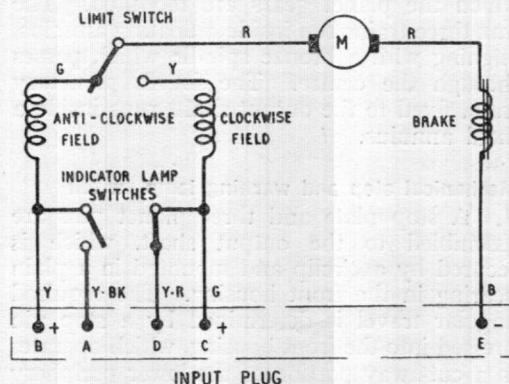 LIMIT SWITCH
R
M
R
G
Y
ANTI-CLOCKWISE
FIELD
CLOCKWISE
FIELD
BRAKE
INDICATOR LAMP
SWITCHES
Y
Y-BK
Y-R
G
B
+
+
-
B
A
D
C
E
INPUT PLUG